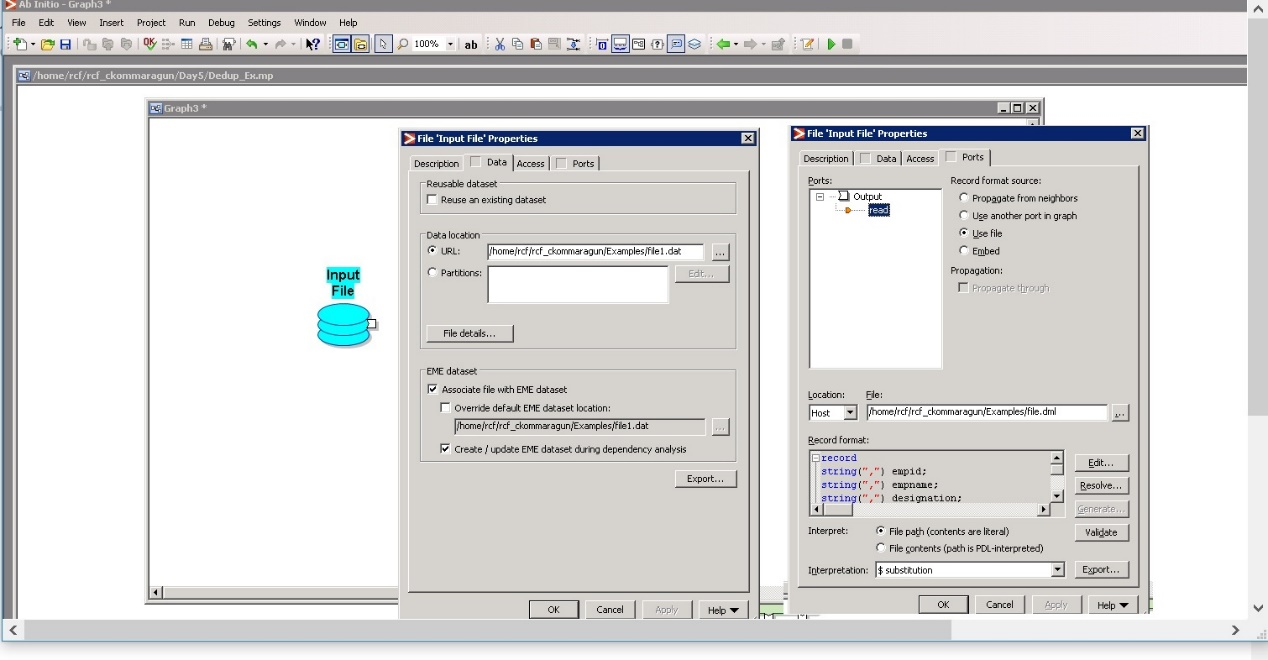 Ab Initio - Graph3 *
File Edit View Insert Project Run Debug Settings Window Help
100% ab
/home/rcf/rcf_ckommaragun/Day5/Dedup_Ex.mp
Graph3 *
Input
File
File 'Input File' Properties
Description Data Access Ports
Reusable dataset
Reuse an existing dataset
Data location
URL: /home/rcf/rcf_ckommaragun/Examples/file1.dat ...
Partitions: Edit...
File details...
EME dataset
Associate file with EME dataset
Override default EME dataset location:
/home/rcf/rcf_ckommaragun/Examples/file1.dat ...
Create / update EME dataset during dependency analysis
Export...
OK Cancel Apply Help
File 'Input File' Properties
Description Data Access Ports
Ports:
Output
read
Record format source:
Propagate from neighbors
Use another port in graph
Use file
Embed
Propagation:
Propagate through
Location: File:
Host /home/rcf/rcf_ckommaragun/Examples/file.dml ...
Record format:
record
string(",") empid;
string(",") empname;
string(",") designation;
Edit...
Resolve...
Generate...
Validate
Interpret: File path (contents are literal)
File contents (path is PDL-interpreted)
Interpretation: $ substitution Export...
OK Cancel Apply Help